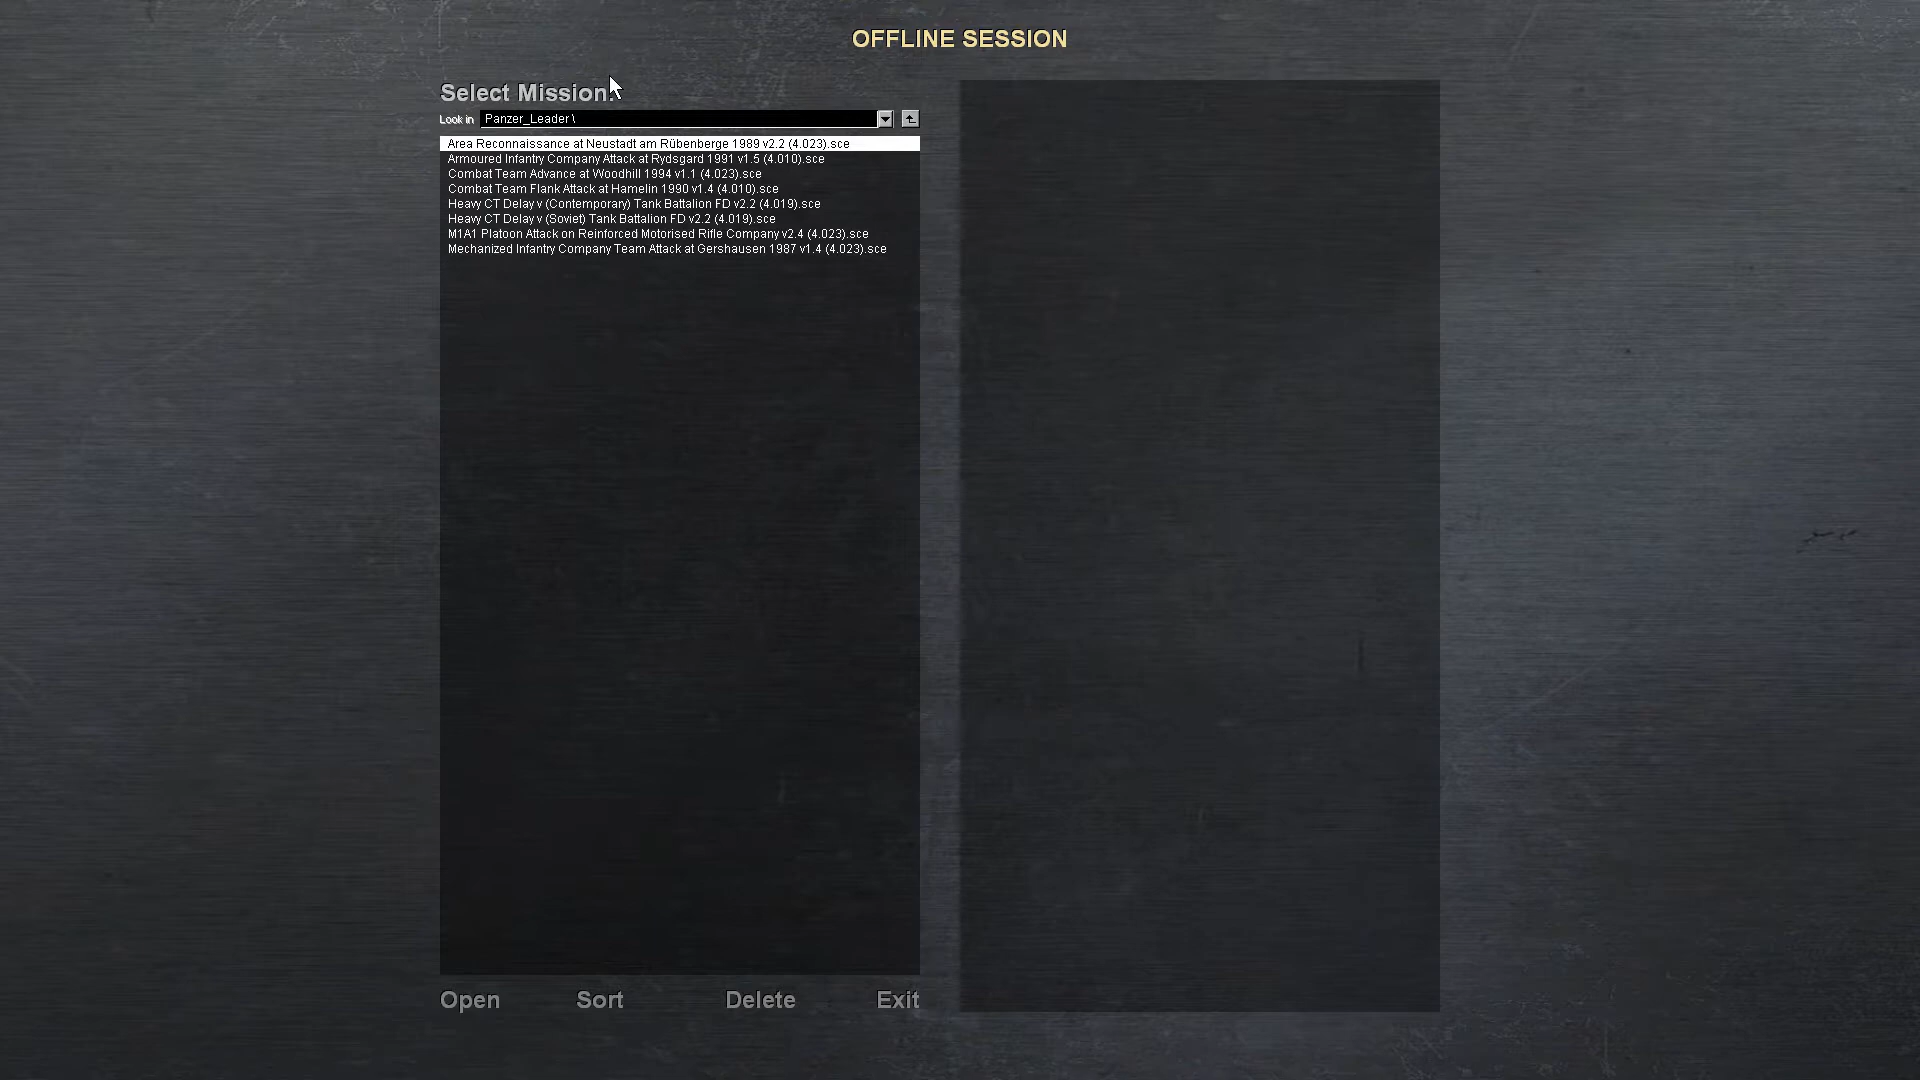 OFFLINE SESSION
Select Mission:
Look in Panzer_Leader \
Area Reconnaissance at Neustadt am Rübenberge 1989 v2.2 (4.023).sce
Armoured Infantry Company Attack at Rydsgard 1991 v1.5 (4.010).sce
Combat Team Advance at Woodhill 1994 v1.1 (4.023).sce
Combat Team Flank Attack at Hamelin 1990 v1.4 (4.010).sce
Heavy CT Delay v (Contemporary) Tank Battalion FD v2.2 (4.019).sce
Heavy CT Delay v (Soviet) Tank Battalion FD v2.2 (4.019).sce
M1A1 Platoon Attack on Reinforced Motorised Rifle Company v2.4 (4.023).sce
Mechanized Infantry Company Team Attack at Gershausen 1987 v1.4 (4.023).sce
Open Sort Delete Exit